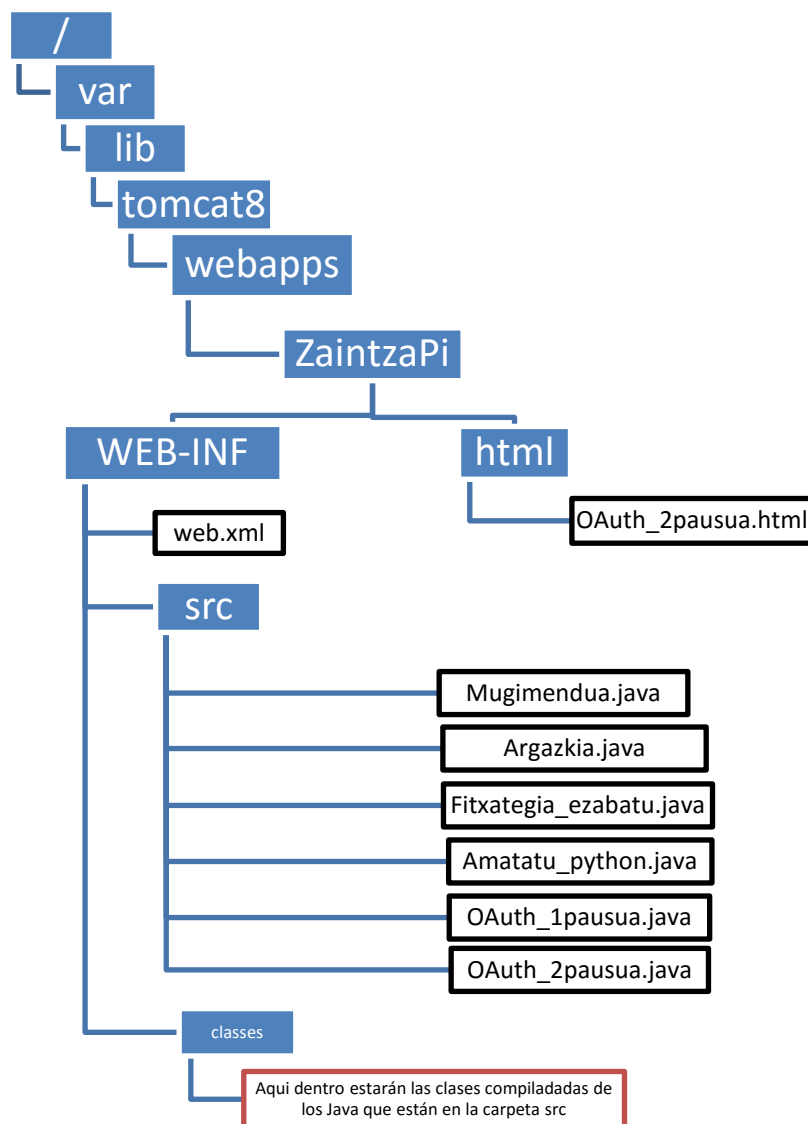 /
var
lib
tomcat8
webapps
ZaintzaPi
WEB-INF
html
web.xml
OAuth_2pausua.html
src
Mugimendua.java
Argazkia.java
Fitxategia_ezabatu.java
Amatatu_python.java
OAuth_1pausua.java
OAuth_2pausua.java
classes
Aqui dentro estarán las clases compiladadas de
los Java que están en la carpeta src